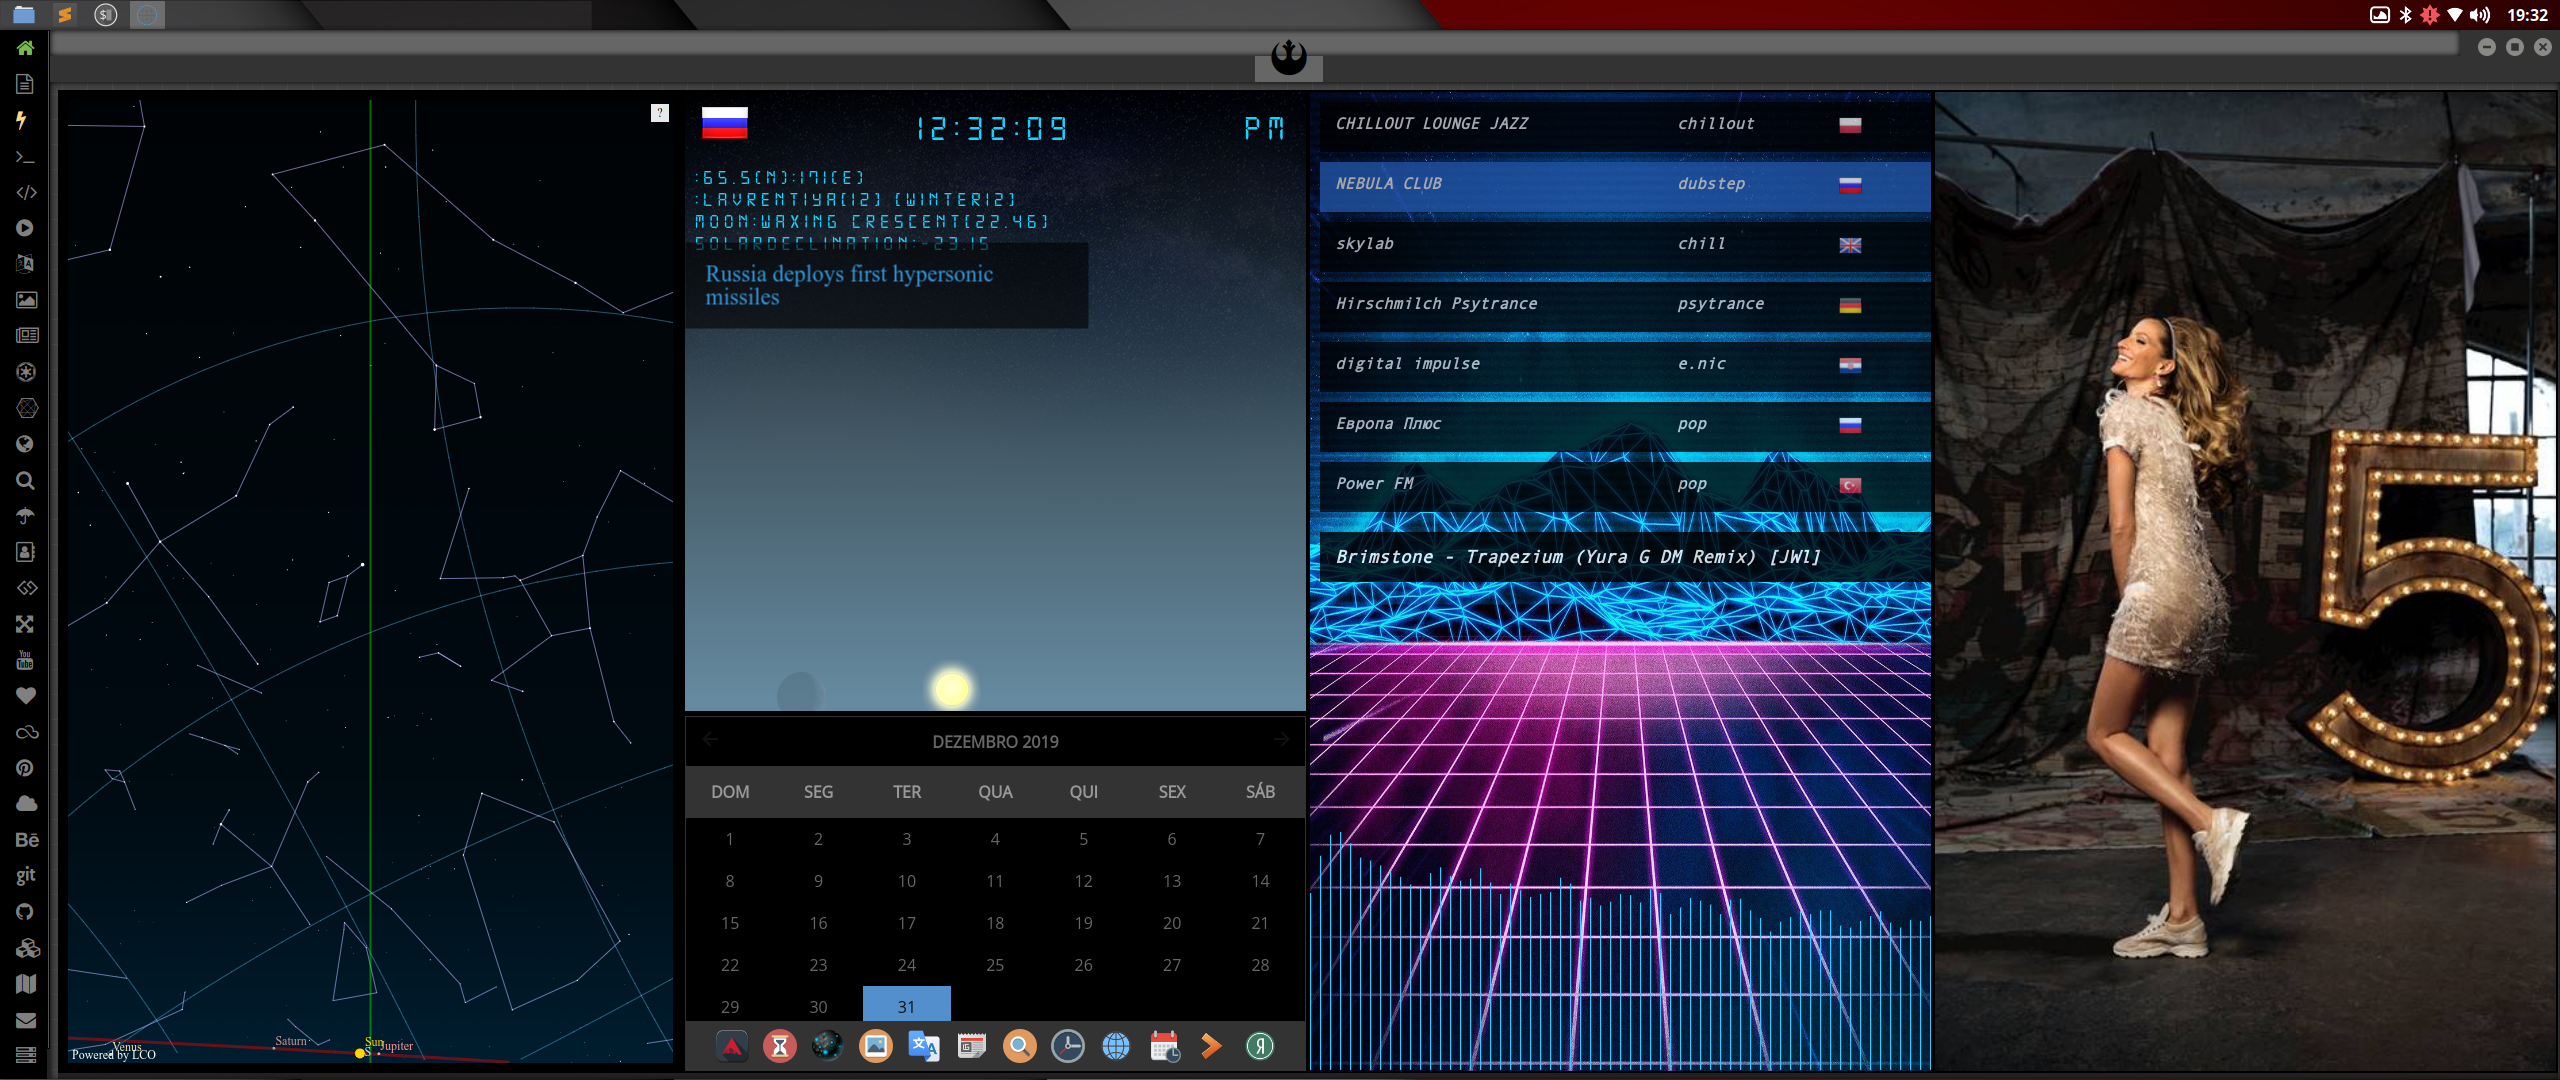 19:32
?
Saturn
Sun
S
Jupiter
Venus
Powered by LCO
12:32:09 PM
:65.5(N):171(E)
:LAVRENTIYA(12) (WINTER12)
MOON:WAXING CRESCENT(22.46)
SOLARDECLINATION:-23.15
Russia deploys first hypersonic
missiles
DEZEMBRO 2019
DOM SEG TER QUA QUI SEX SÁB
1 2 3 4 5 6 7
8 9 10 11 12 13 14
15 16 17 18 19 20 21
22 23 24 25 26 27 28
29 30 31
CHILLOUT LOUNGE JAZZ chillout
NEBULA CLUB dubstep
skylab chill
Hirschmilch Psytrance psytrance
digital impulse e.nic
Европа Плюс pop
Power FM pop
Brimstone - Trapezium (Yura G DM Remix) [JWl]
5
You
Tube
Bē
git
Я